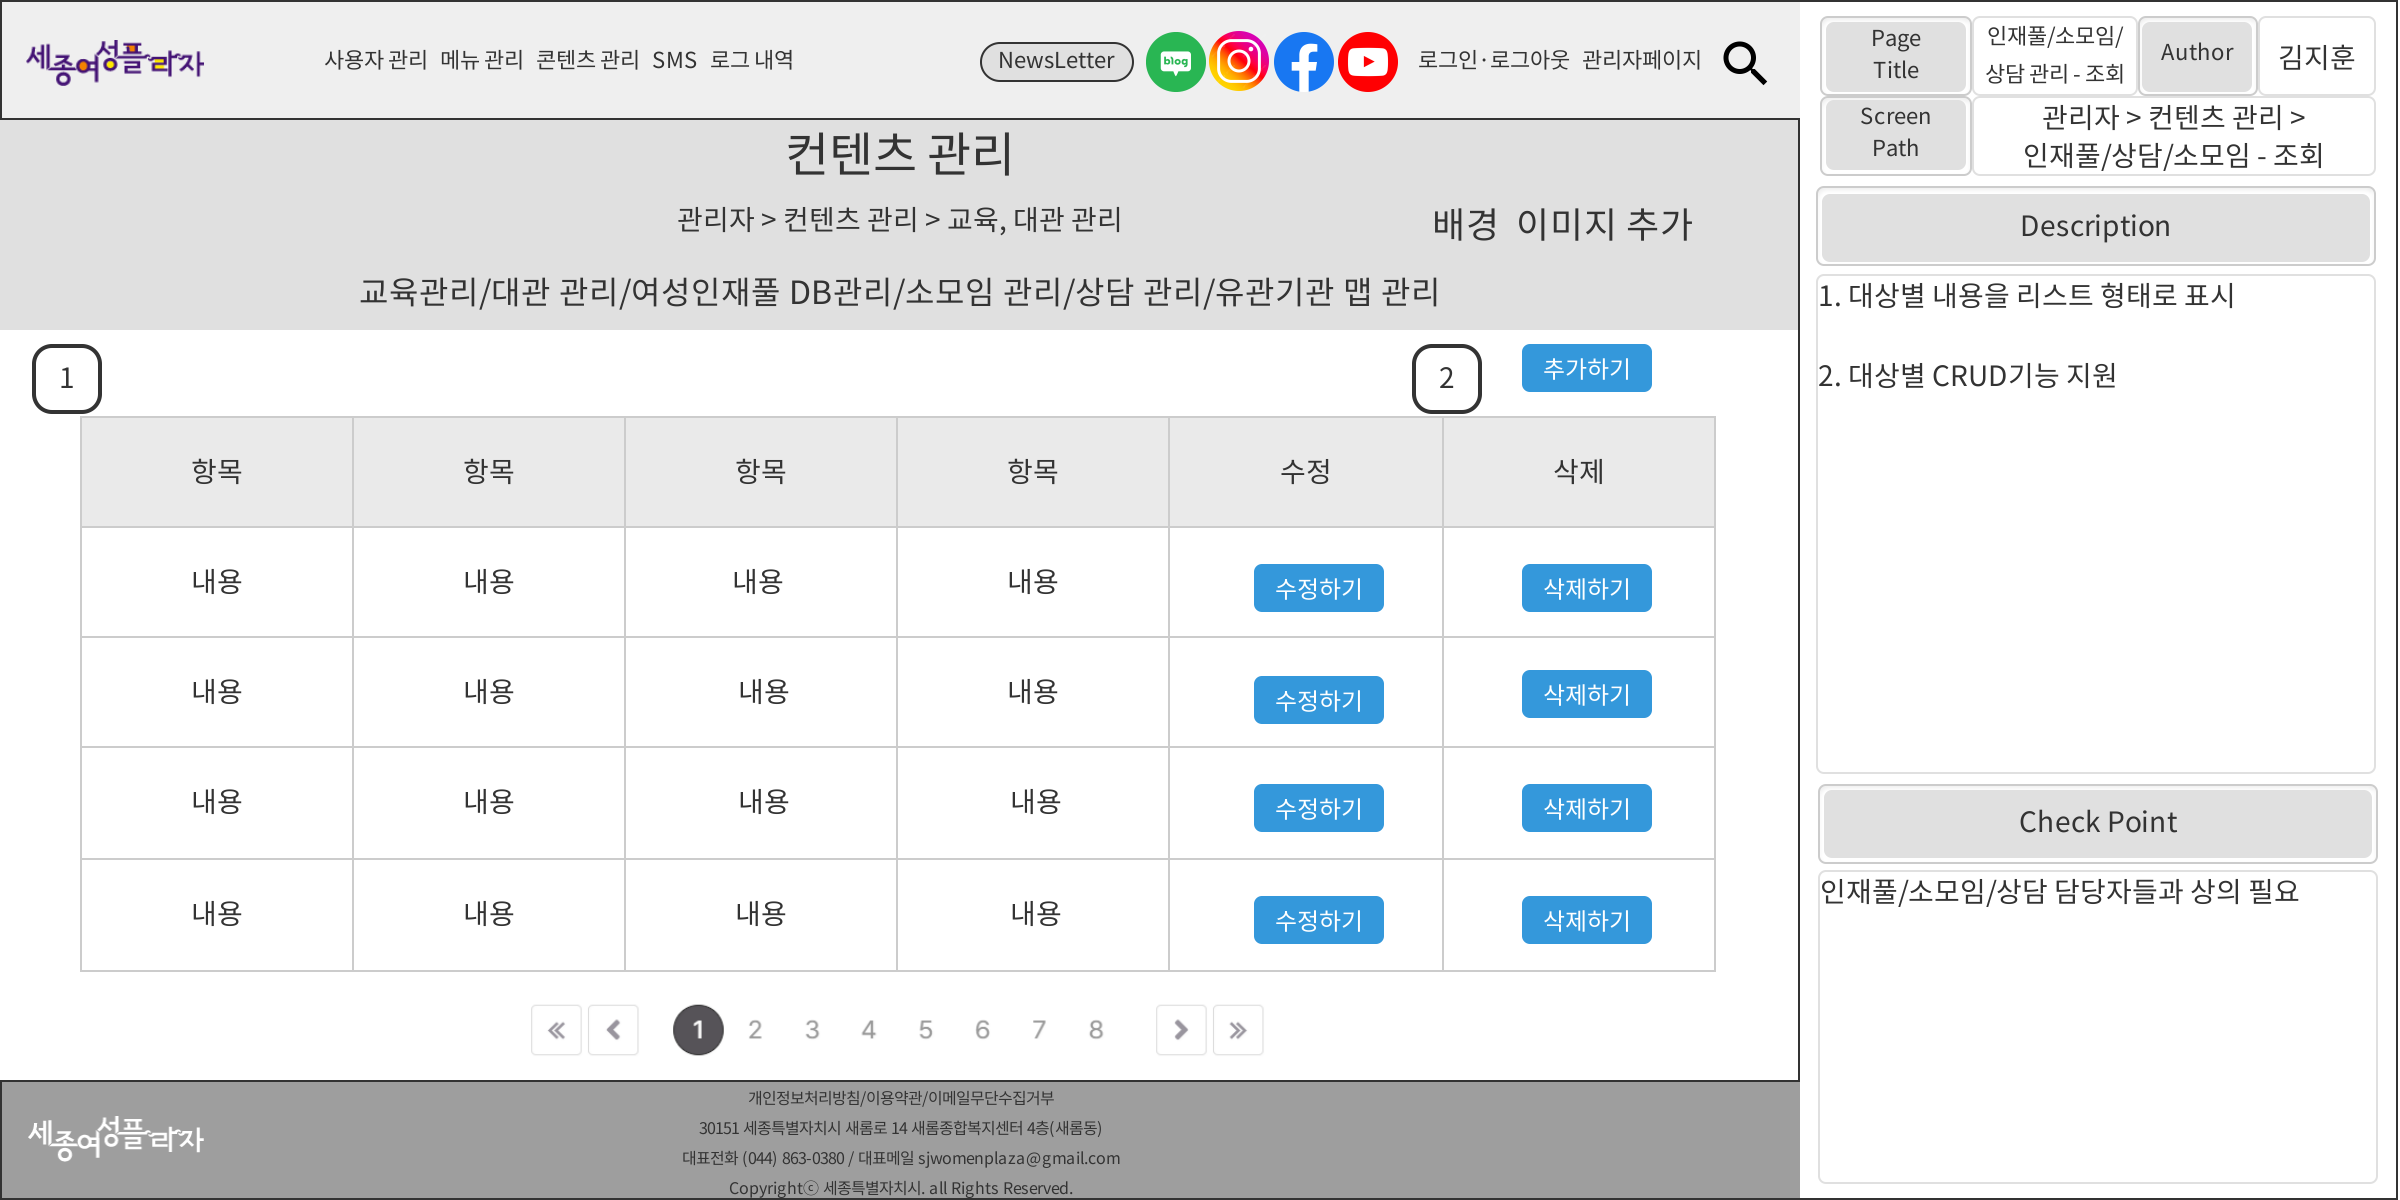 세종여성플라자
사용자 관리 메뉴 관리 콘텐츠 관리 SMS 로그 내역
NewsLetter
blog
로그인·로그아웃 관리자페이지
컨텐츠 관리
관리자 > 컨텐츠 관리 > 교육, 대관 관리
배경 이미지 추가
교육관리/대관 관리/여성인재풀 DB관리/소모임 관리/상담 관리/유관기관 맵 관리
1
2
추가하기
항목 항목 항목 항목 수정 삭제
내용 내용 내용 내용 수정하기 삭제하기
내용 내용 내용 내용 수정하기 삭제하기
내용 내용 내용 내용 수정하기 삭제하기
내용 내용 내용 내용 수정하기 삭제하기
1 2 3 4 5 6 7 8
세종여성플라자
개인정보처리방침/이용약관/이메일무단수집거부
30151 세종특별자치시 새롬로 14 새롬종합복지센터 4층(새롬동)
대표전화 (044) 863-0380 / 대표메일 sjwomenplaza@gmail.com
Copyrightⓒ 세종특별자치시. all Rights Reserved.
Page
Title
인재풀/소모임/
상담 관리 - 조회
Author
김지훈
Screen
Path
관리자 > 컨텐츠 관리 >
인재풀/상담/소모임 - 조회
Description
1. 대상별 내용을 리스트 형태로 표시
2. 대상별 CRUD기능 지원
Check Point
인재풀/소모임/상담 담당자들과 상의 필요